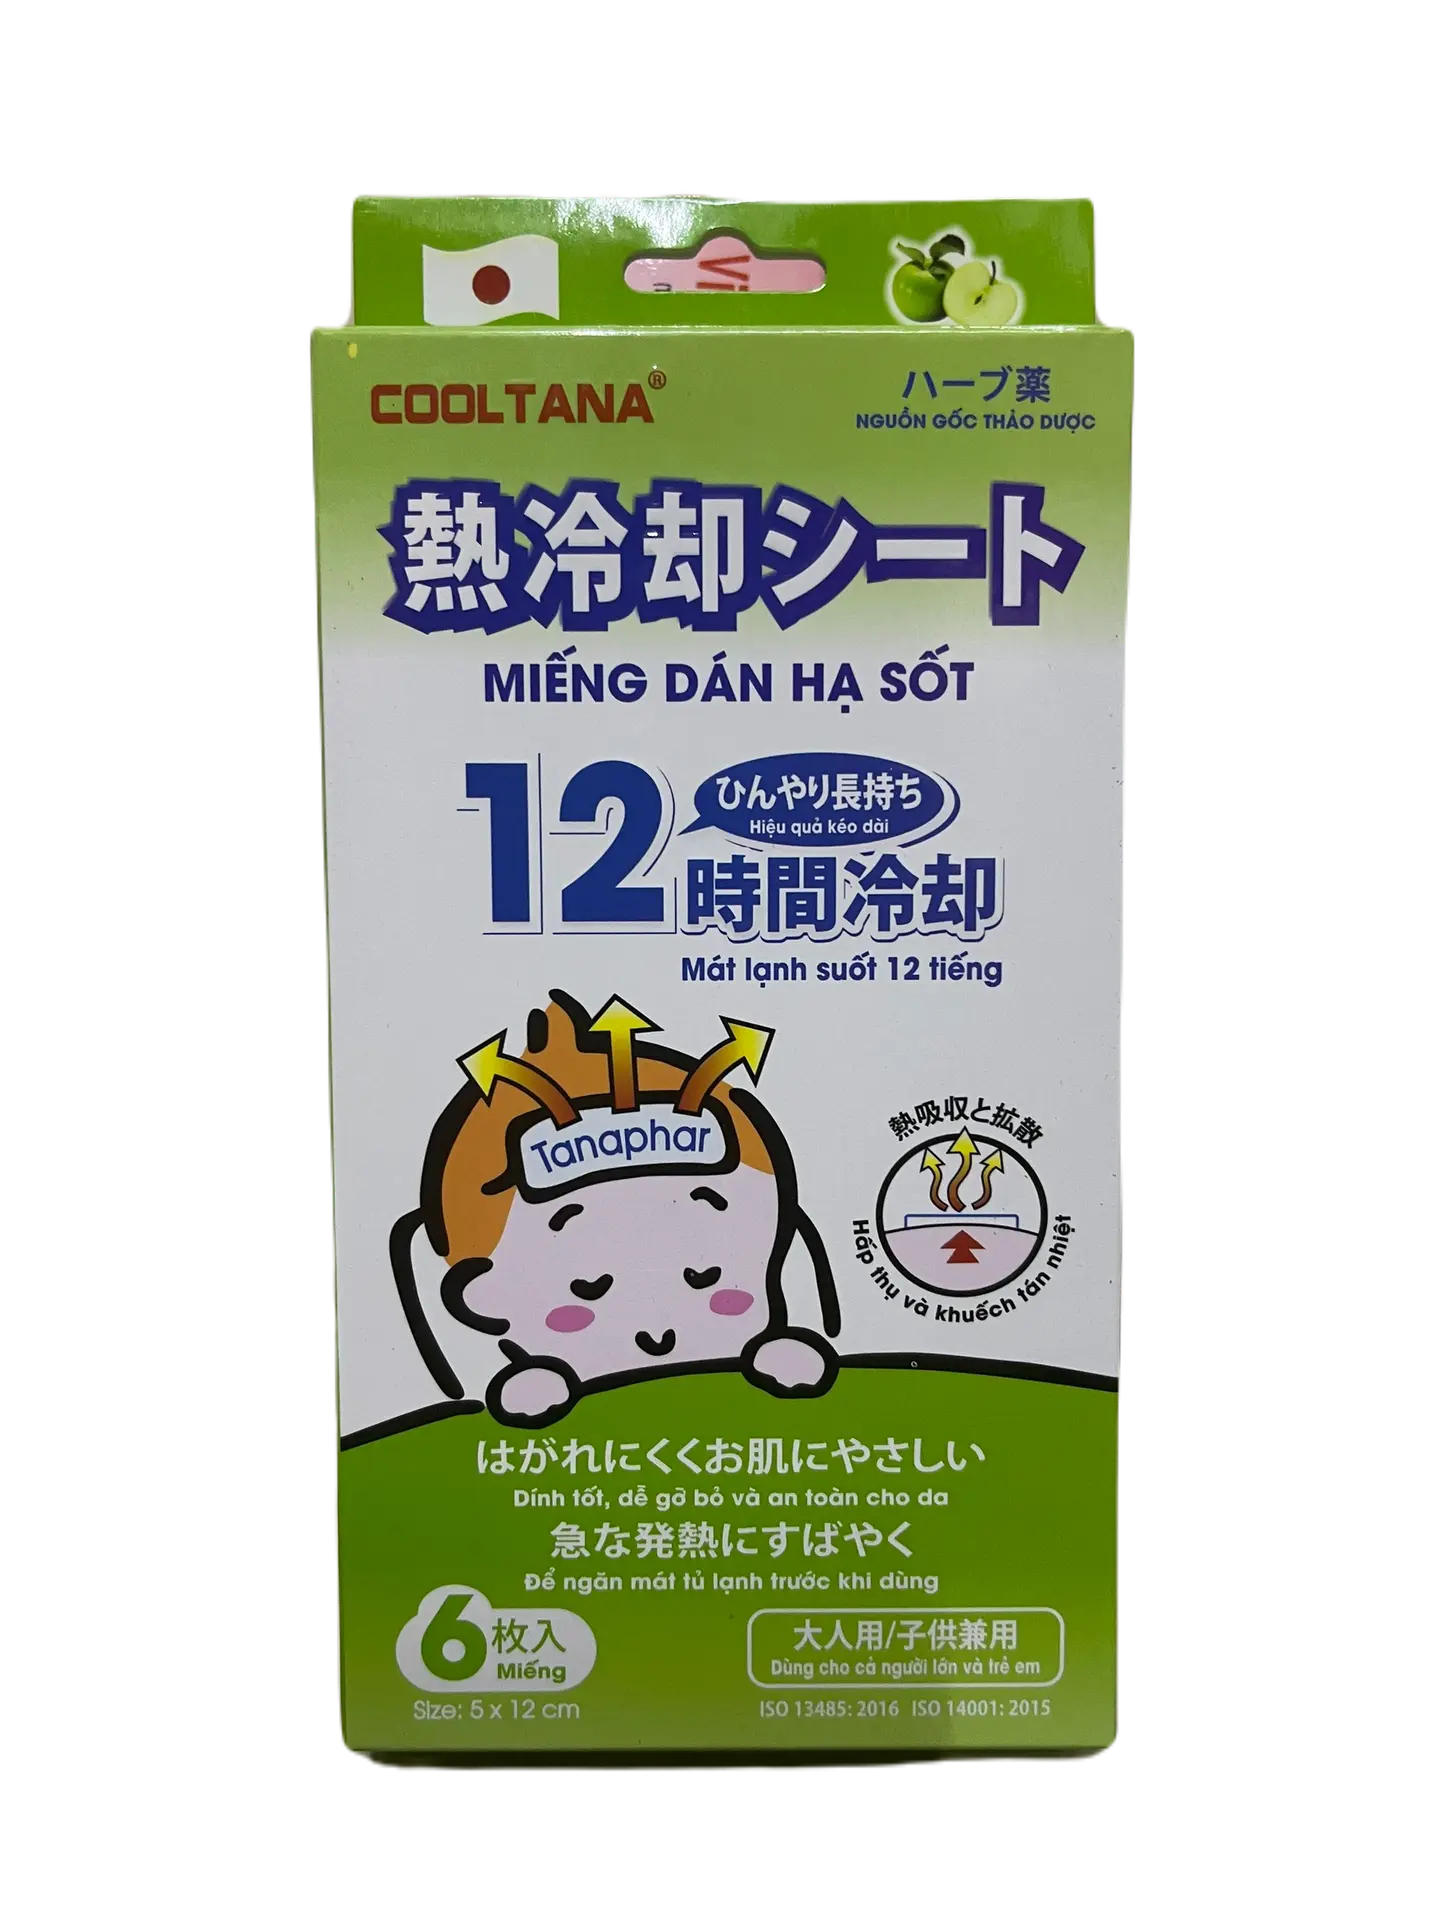 Vi
COOLTANA®
ハーブ薬
NGUỒN GỐC THẢO DƯỢC
熱冷却シート
MIẾNG DÁN HẠ SỐT
12
ひんやり長持ち
Hiệu quả kéo dài
時間冷却
Mát lạnh suốt 12 tiếng
Tanaphar
熱吸収と拡散
Hấp thụ và khuếch tán nhiệt
はがれにくくお肌にやさしい
Dính tốt, dễ gỡ bỏ và an toàn cho da
急な発熱にすばやく
Để ngăn mát tủ lạnh trước khi dùng
6枚入
Miếng
Size: 5 x 12 cm
大人用/子供兼用
Dùng cho cả người lớn và trẻ em
ISO 13485: 2016 ISO 14001: 2015